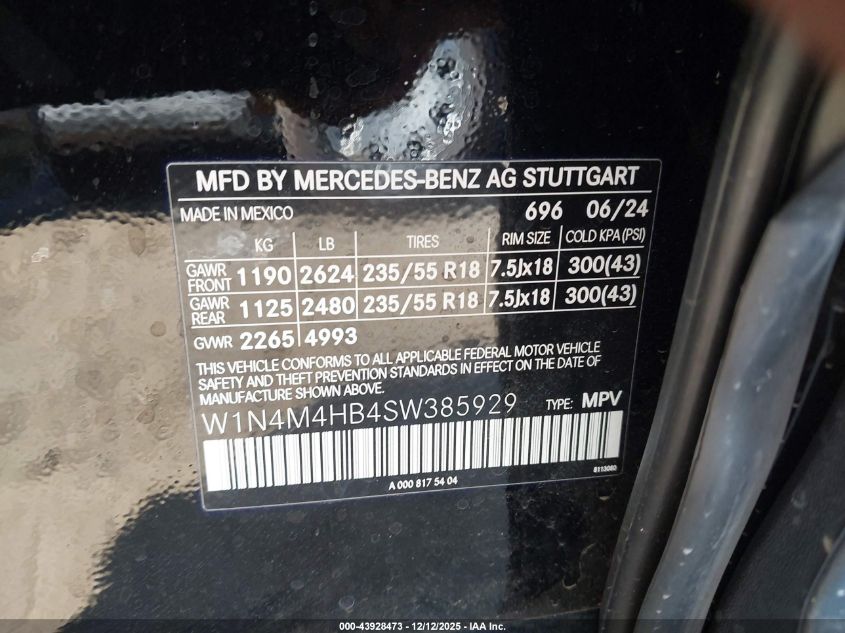 MFD BY MERCEDES-BENZ AG STUTTGART
MADE IN MEXICO 696 06/24
KG LB TIRES RIM SIZE COLD KPA (PSI)
GAWR FRONT 1190 2624 235/55 R18 7.5Jx18 300(43)
GAWR REAR 1125 2480 235/55 R18 7.5Jx18 300(43)
GVWR 2265 4993
THIS VEHICLE CONFORMS TO ALL APPLICABLE FEDERAL MOTOR VEHICLE
SAFETY AND THEFT PREVENTION STANDARDS IN EFFECT ON THE DATE OF
MANUFACTURE SHOWN ABOVE.
W1N4M4HB4SW385929 TYPE: MPV
A 000 817 54 04
000-43928473 - 12/12/2025 - IAA Inc.